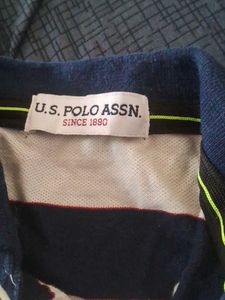 U.S. POLO ASSN.
SINCE 1890